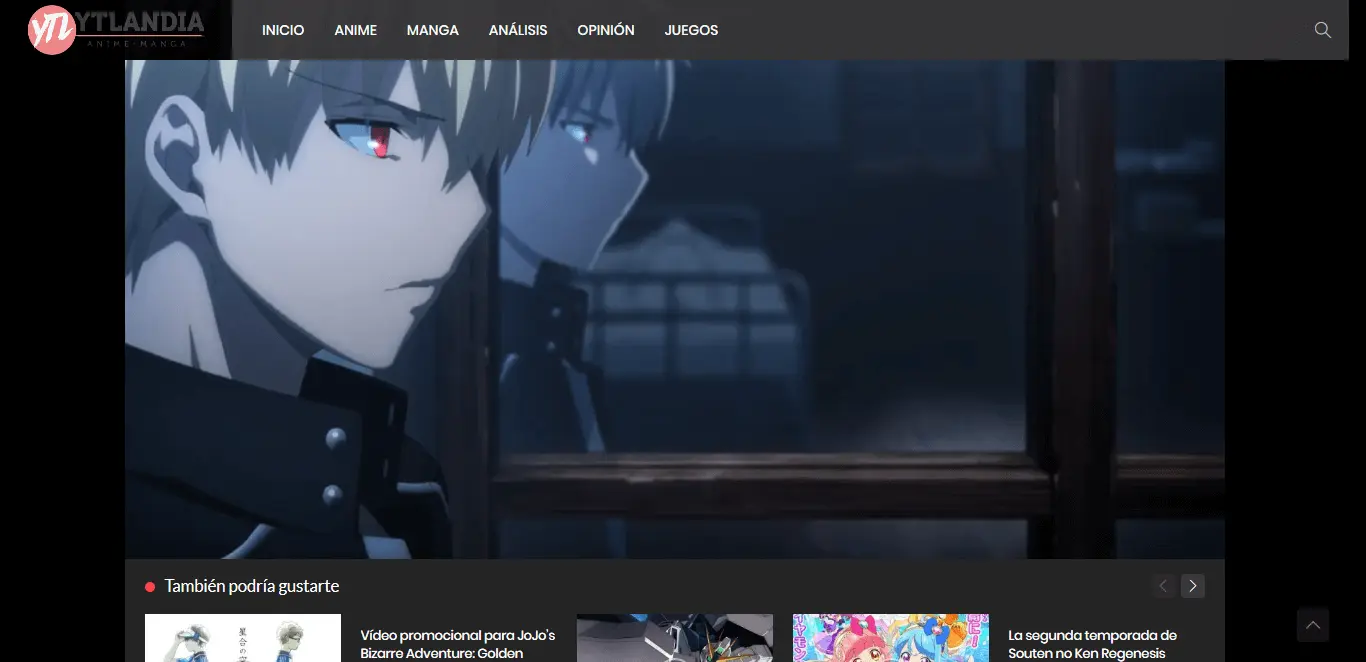 YTL YTLANDIA
ANIME-MANGA
INICIO ANIME MANGA ANÁLISIS OPINIÓN JUEGOS
También podría gustarte
Vídeo promocional para JoJo's
Bizarre Adventure: Golden
La segunda temporada de
Souten no Ken Regenesis